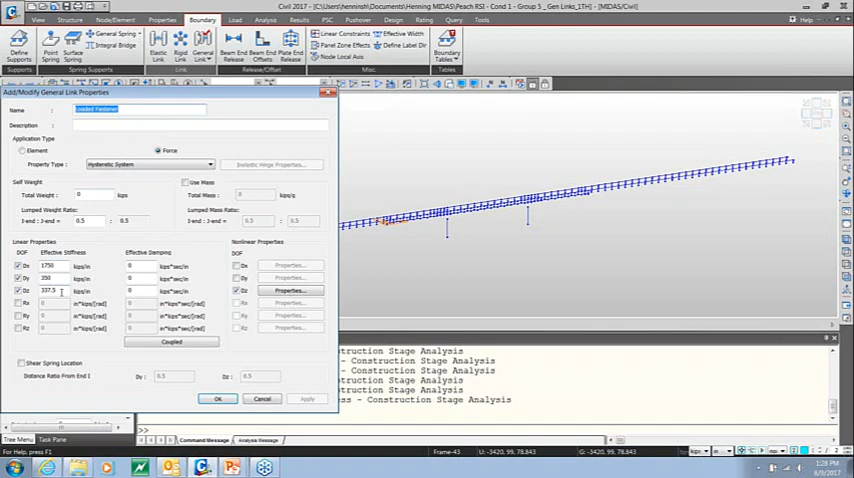 Civil 2017 - [C:\Users\hennish\Documents\Henning MIDAS\Peach RSI - Cond 1 - Group 5 _Gen Links_1TH] - [MIDAS/Civil]
View Structure Node/Element Properties Boundary Load Analysis Results PSC Pushover Design Rating Query Tools Help
Define Supports
Point Spring
Surface Spring
General Spring
Integral Bridge
Elastic Link
Rigid Link
General Link
Beam End Release
Beam End Offsets
Plate End Release
Linear Constraints
Effective Width
Panel Zone Effects
Define Label Dir
Node Local Axis
Boundary Tables
Supports Spring Supports Link Release/Offset Misc. Tables
Add/Modify General Link Properties
Name : Loaded Fastener
Description :
Application Type
Element Force
Property Type : Hysteretic System Inelastic Hinge Properties...
Self Weight Use Mass
Total Weight : 0 kips Total Mass : 0 kips/g
Lumped Weight Ratio: Lumped Mass Ratio:
I-end : J-end = 0.5 : 0.5 I-end : J-end = 0.5 : 0.5
Linear Properties Nonlinear Properties
DOF Effective Stiffness Effective Damping DOF
Dx 1750 kips/in 0 kips*sec/in Dx Properties...
Dy 350 kips/in 0 kips*sec/in Dy Properties...
Dz 337.5 kips/in 0 kips*sec/in Dz Properties...
Rx 0 in*kips/[rad] 0 in*kips*sec/[rad] Rx Properties...
Ry 0 in*kips/[rad] 0 in*kips*sec/[rad] Ry Properties...
Rz 0 in*kips/[rad] 0 in*kips*sec/[rad] Rz Properties...
Coupled
Shear Spring Location
Distance Ratio From End I Dy : 0.5 Dz : 0.5
OK Cancel Apply
struction Stage Analysis
- Construction Stage Analysis
- Construction Stage Analysis
struction Stage Analysis
struction Stage Analysis
ess - Construction Stage Analysis
>>
Tree Menu Task Pane Command Message Analysis Message
For Help, press F1 Frame-43 U: -3420, 99, 78.843 G: -3420, 99, 78.843 kips in
1:28 PM
8/9/2017